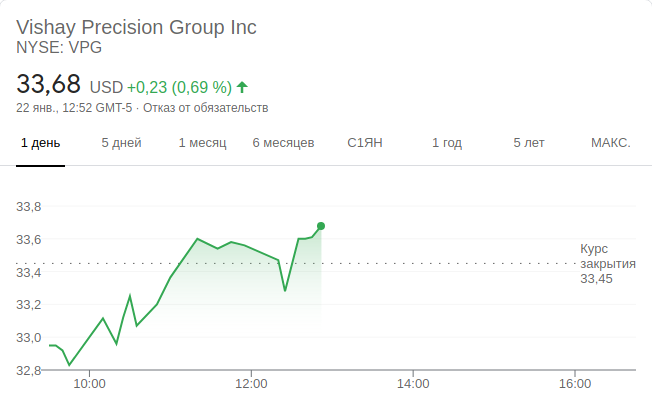 Vishay Precision Group Inc
NYSE: VPG
33,68 USD +0,23 (0,69 %)
22 янв., 12:52 GMT-5 · Отказ от обязательств
1 день 5 дней 1 месяц 6 месяцев С1ЯН 1 год 5 лет МАКС.
33,8
33,6
33,4
33,2
33,0
32,8
Курс
закрытия
33,45
10:00 12:00 14:00 16:00